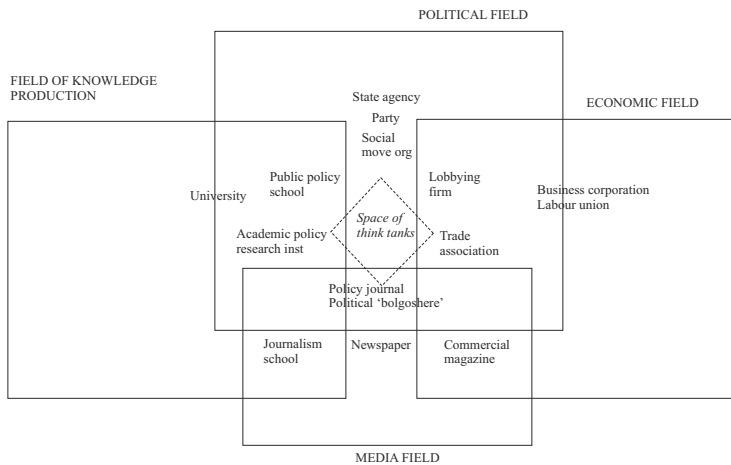 POLITICAL FIELD
FIELD OF KNOWLEDGE
PRODUCTION
ECONOMIC FIELD
State agency
Party
Social
move org
Public policy
school
Lobbying
firm
University
Business corporation
Labour union
Space of
think tanks
Academic policy
research inst
Trade
association
Policy journal
Political ‘bolgoshere’
Journalism
school
Newspaper
Commercial
magazine
MEDIA FIELD